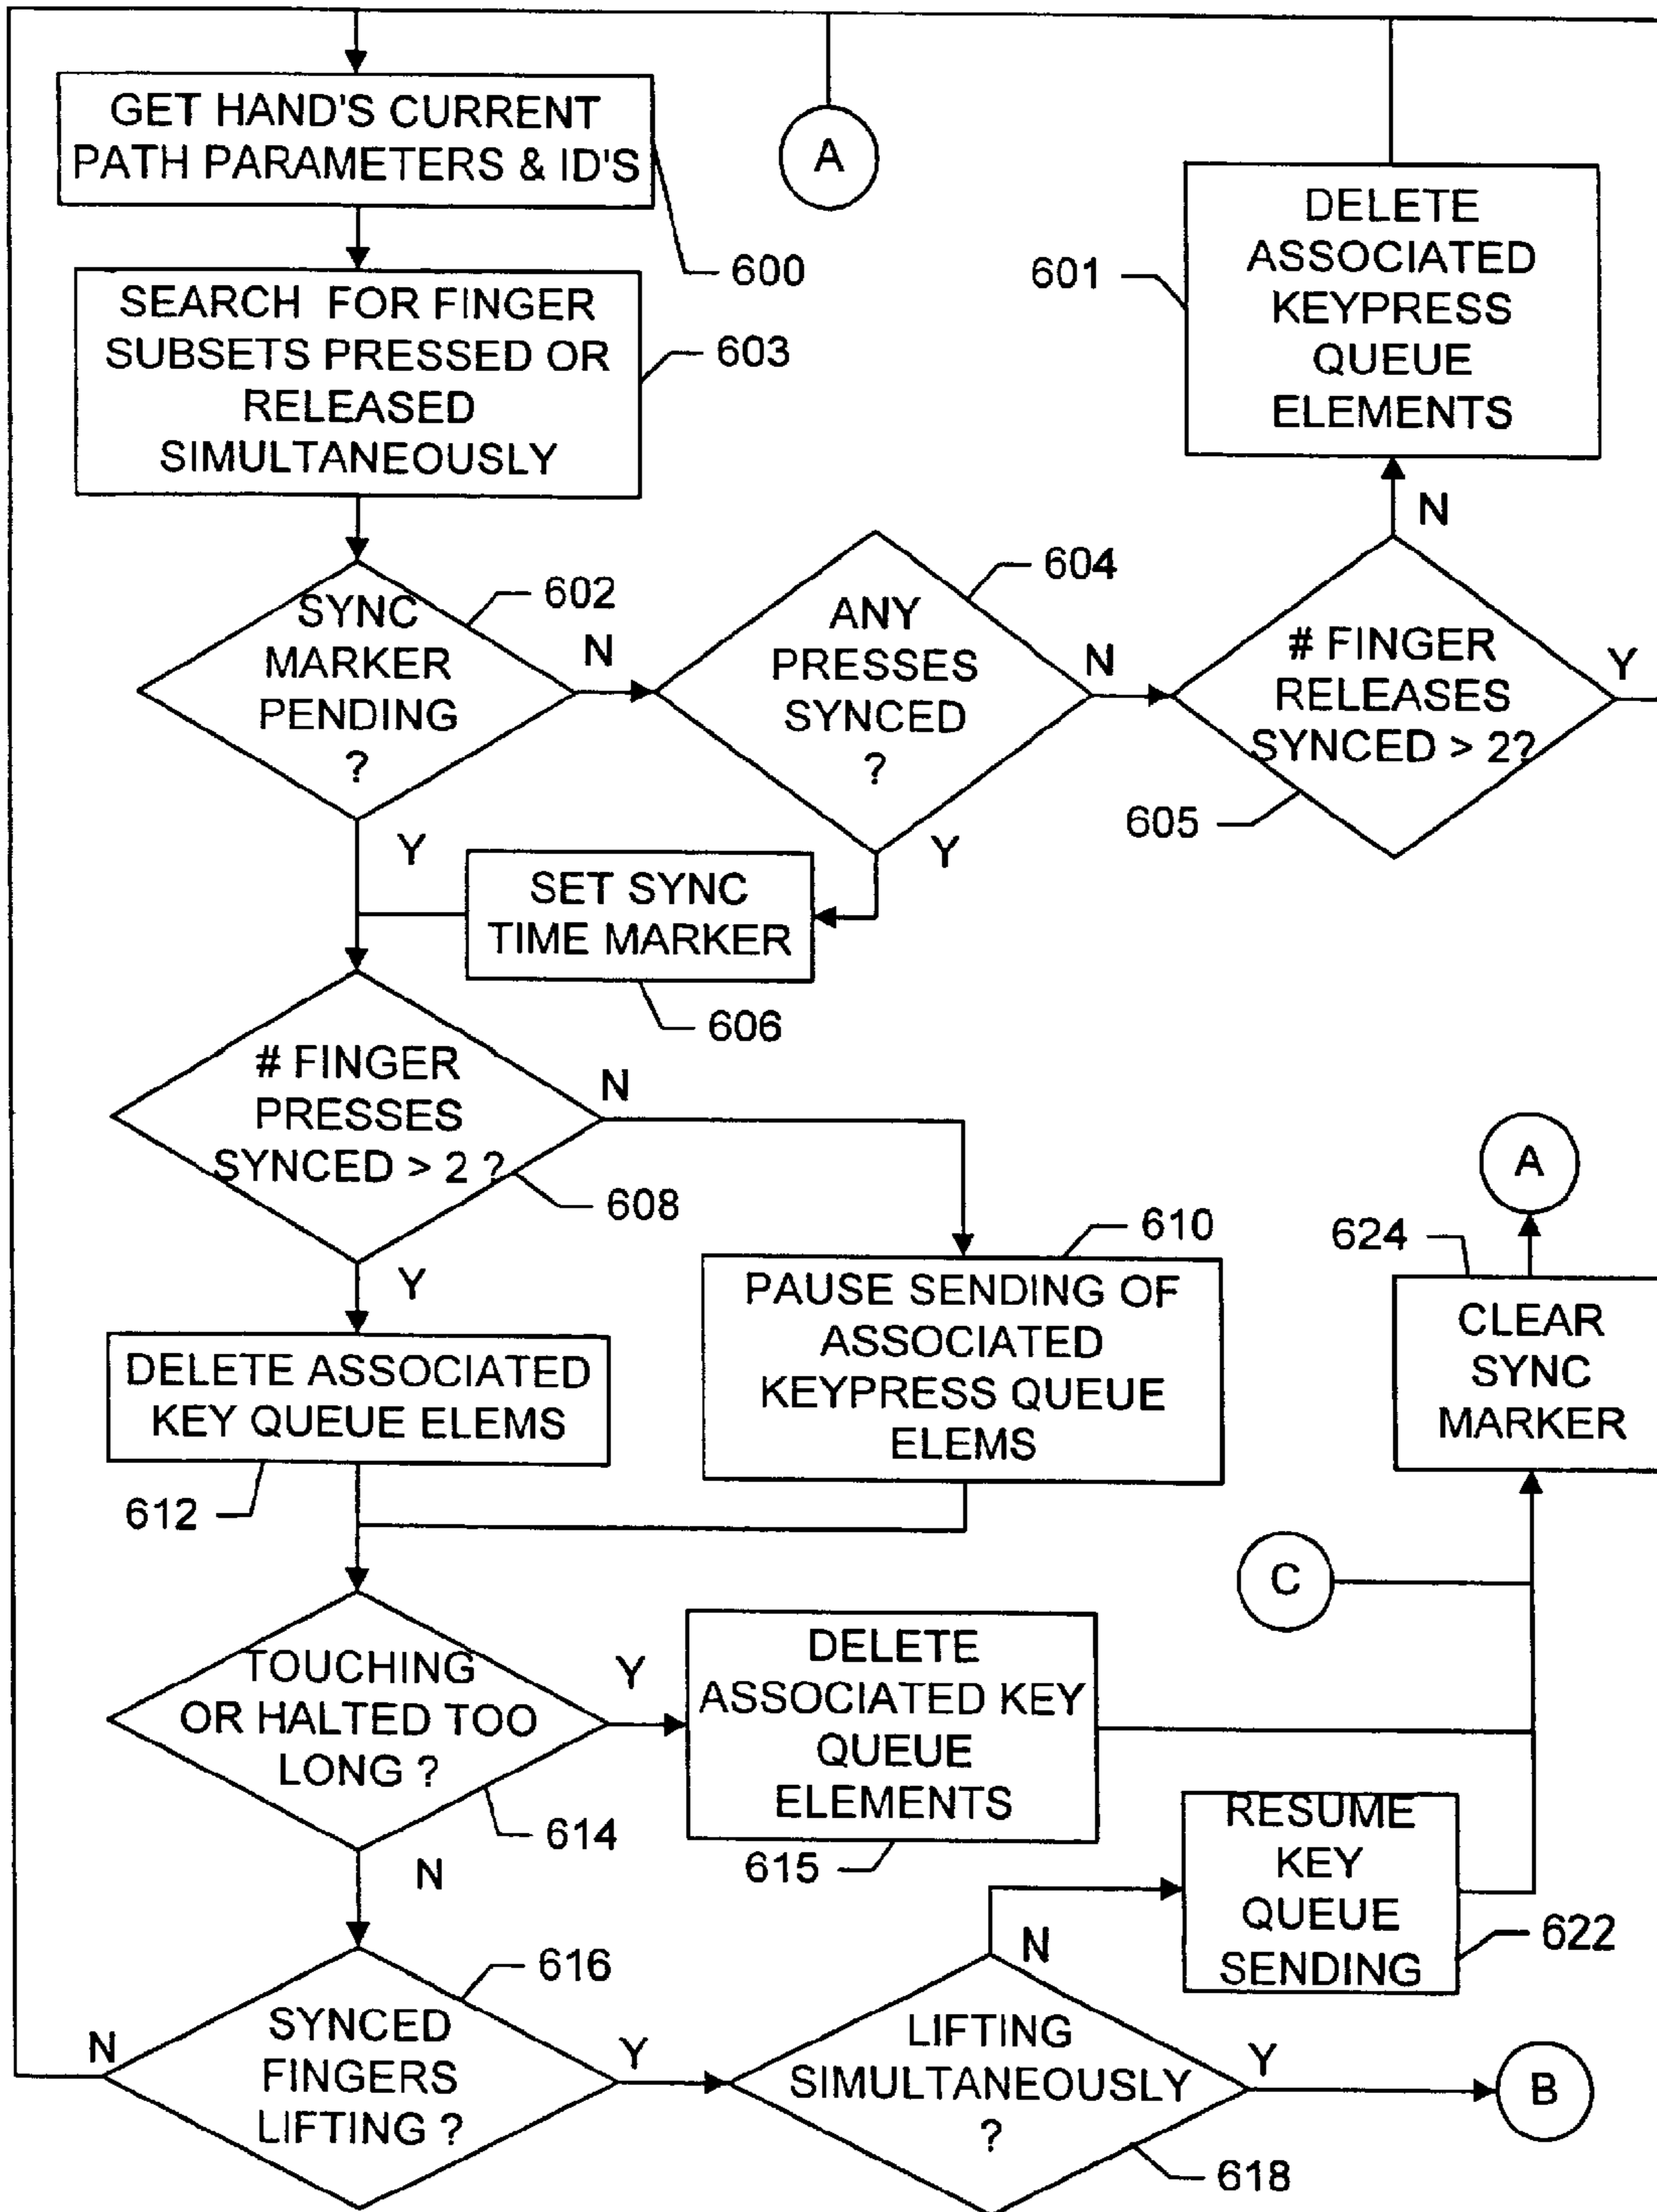 GET HAND'S CURRENT
PATH PARAMETERS & ID'S
600
A
DELETE
ASSOCIATED
KEYPRESS
QUEUE
ELEMENTS
601
SEARCH FOR FINGER
SUBSETS PRESSED OR
RELEASED
SIMULTANEOUSLY
603
N
SYNC
MARKER
PENDING
?
602
N
ANY
PRESSES
SYNCED
?
604
N
# FINGER
RELEASES
SYNCED > 2?
605
Y
Y
Y
SET SYNC
TIME MARKER
606
# FINGER
PRESSES
SYNCED > 2 ?
608
N
Y
610
PAUSE SENDING OF
ASSOCIATED
KEYPRESS QUEUE
ELEMS
A
624
CLEAR
SYNC
MARKER
DELETE ASSOCIATED
KEY QUEUE ELEMS
612
C
TOUCHING
OR HALTED TOO
LONG ?
614
Y
N
DELETE
ASSOCIATED KEY
QUEUE
ELEMENTS
615
RESUME
KEY
QUEUE
SENDING
622
N
SYNCED
FINGERS
LIFTING ?
616
N
Y
LIFTING
SIMULTANEOUSLY
?
618
Y
B